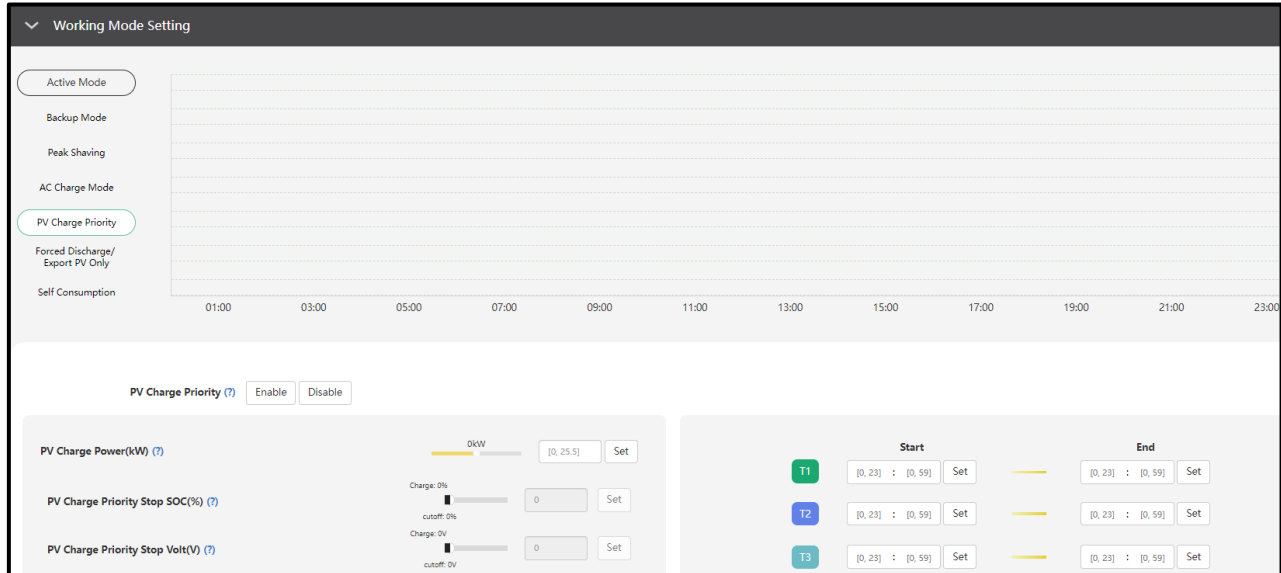 Working Mode Setting
Active Mode
Backup Mode
Peak Shaving
AC Charge Mode
PV Charge Priority
Forced Discharge/
Export PV Only
Self Consumption
01:00 03:00 05:00 07:00 09:00 11:00 13:00 15:00 17:00 19:00 21:00 23:00
PV Charge Priority (?) Enable Disable
PV Charge Power(kW) (?) 0kW [0, 25.5] Set
PV Charge Priority Stop SOC(%) (?) Charge: 0% cutoff: 0% 0 Set
PV Charge Priority Stop Volt(V) (?) Charge: 0V cutoff: 0V 0 Set
Start End
T1 [0, 23] : [0, 59] Set [0, 23] : [0, 59] Set
T2 [0, 23] : [0, 59] Set [0, 23] : [0, 59] Set
T3 [0, 23] : [0, 59] Set [0, 23] : [0, 59] Set